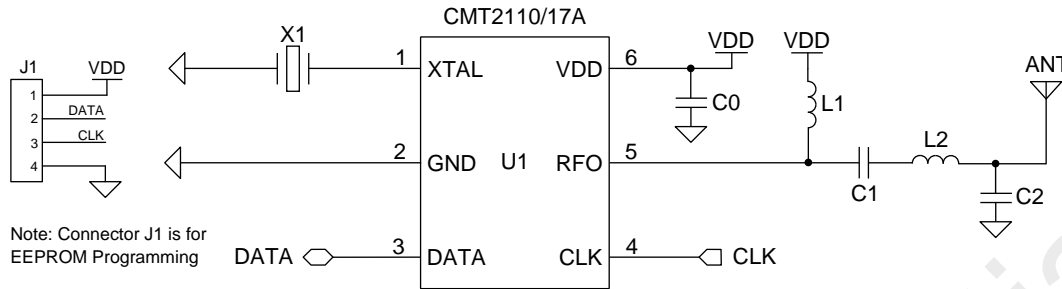 CMT2110/17A
X1
J1
VDD
1
2
3
4
DATA
CLK
1
XTAL
VDD
6
VDD
VDD
ANT
C0
L1
2
GND
U1
RFO
5
L2
C1
C2
Note: Connector J1 is for
EEPROM Programming
DATA
3
DATA
CLK
4
CLK